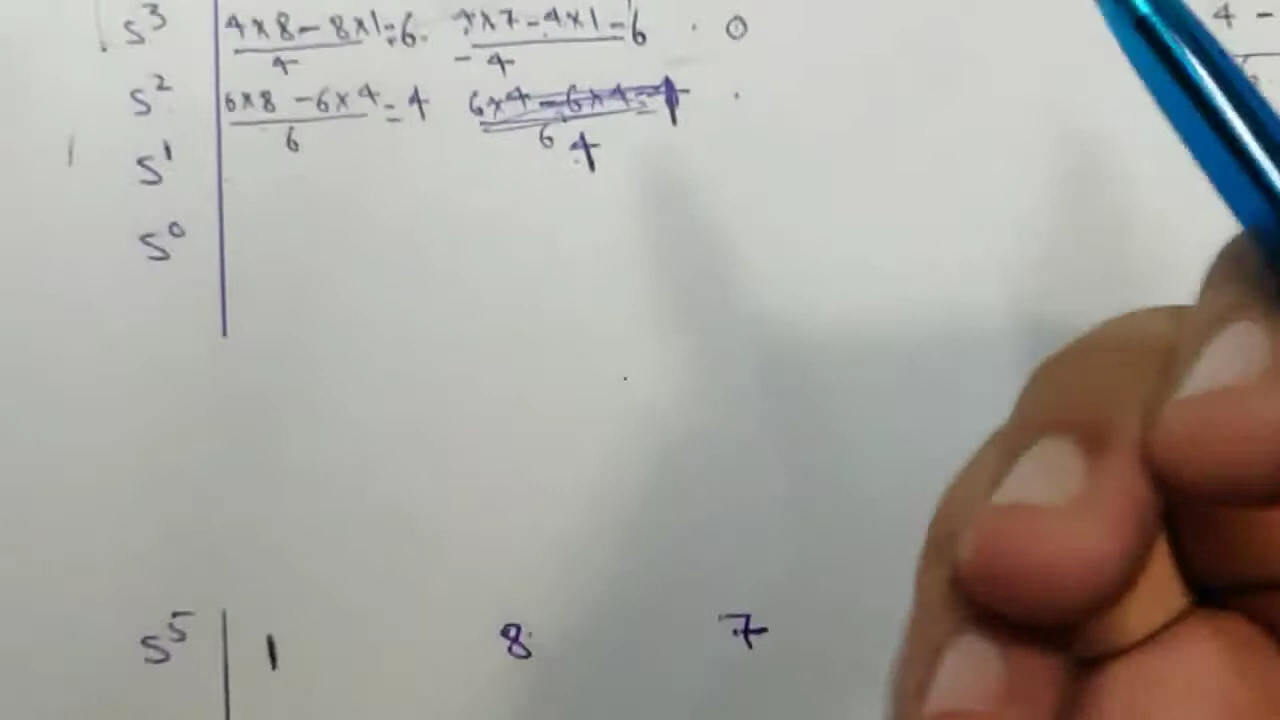 s³ 4×8-8×1=6 / 4 ×7-4×1-6 / 4 0 4-
s² 6×8-6×4=4 / 6 6×4-6×4= / 6 4
s¹
s⁰
s⁵ 1 8 7